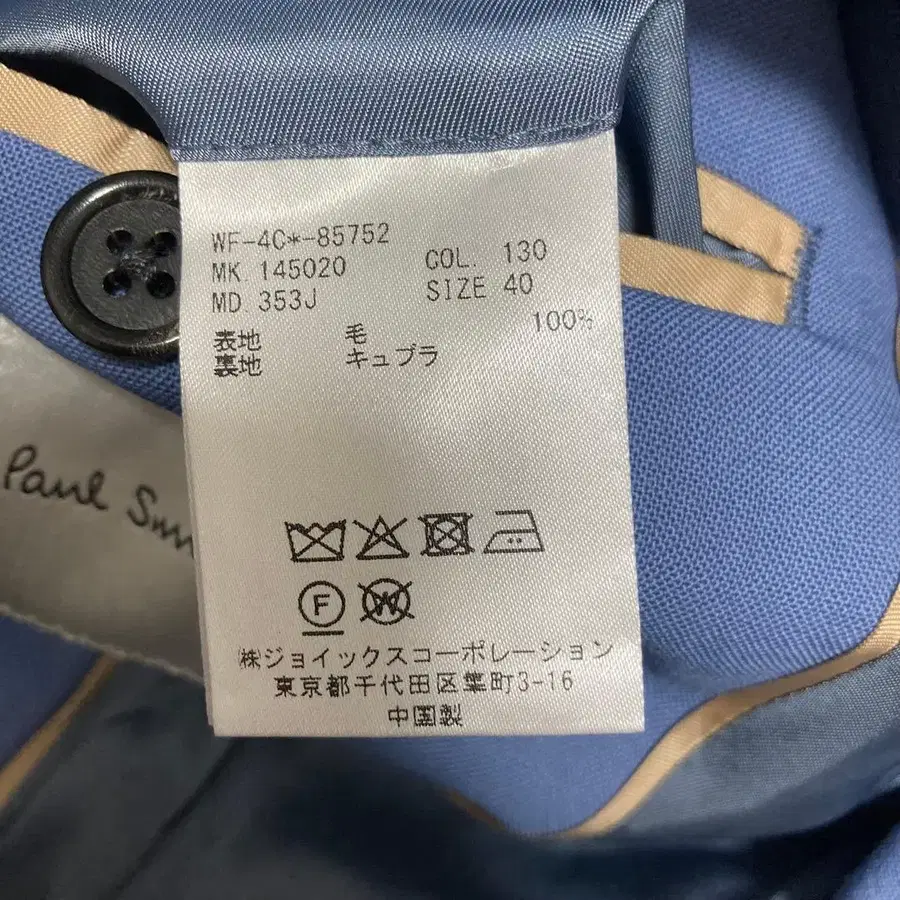 WF-4C*-85752
MK. 145020 COL. 130
MD. 353J SIZE 40
表地 毛 100%
裏地 キュプラ
Paul
F
W
㈱ジョイックスコーポレーション
東京都千代田区隼町3-16
中国製